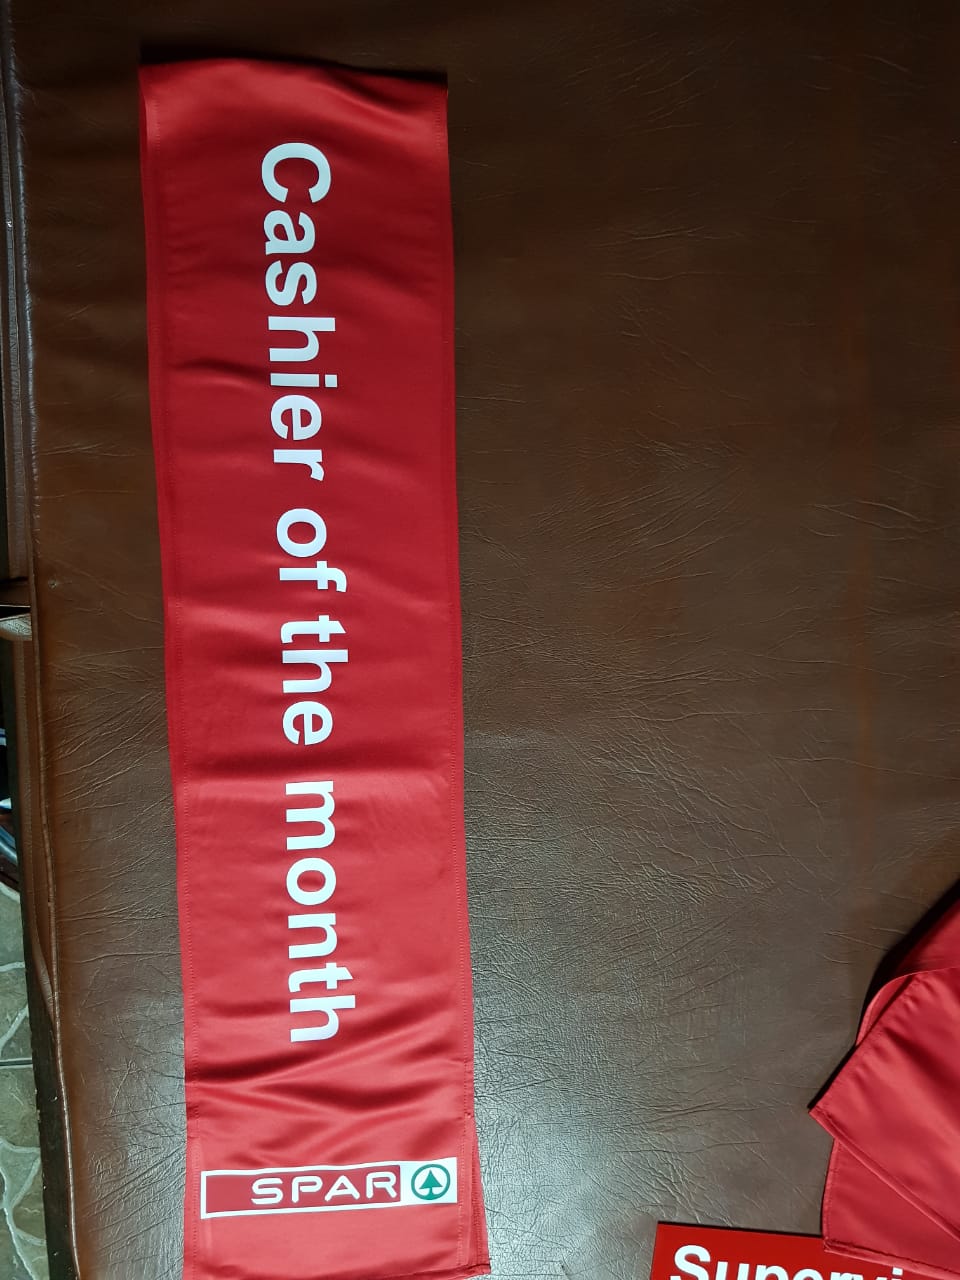 Cashier of the month
SPAR